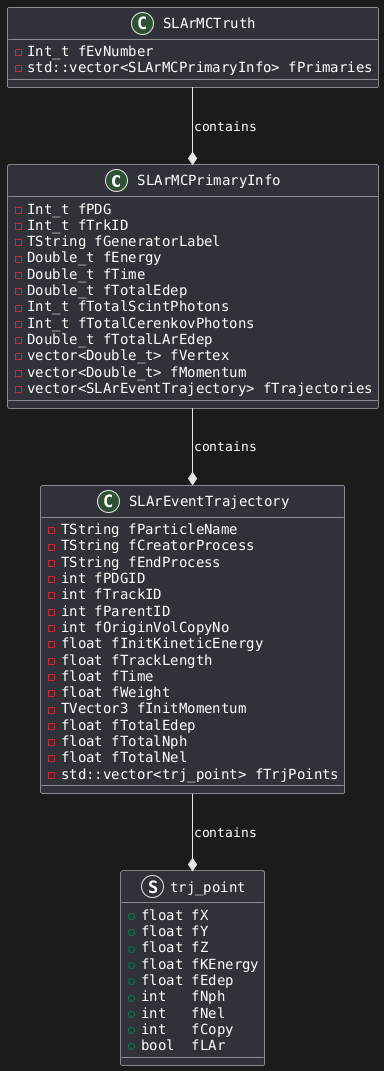 C SLArMCTruth
Int_t fEvNumber
std::vector<SLArMCPrimaryInfo> fPrimaries
contains
C SLArMCPrimaryInfo
Int_t fPDG
Int_t fTrkID
TString fGeneratorLabel
Double_t fEnergy
Double_t fTime
Double_t fTotalEdep
Int_t fTotalScintPhotons
Int_t fTotalCerenkovPhotons
Double_t fTotalLArEdep
vector<Double_t> fVertex
vector<Double_t> fMomentum
vector<SLArEventTrajectory> fTrajectories
contains
C SLArEventTrajectory
TString fParticleName
TString fCreatorProcess
TString fEndProcess
int fPDGID
int fTrackID
int fParentID
int fOriginVolCopyNo
float fInitKineticEnergy
float fTrackLength
float fTime
float fWeight
TVector3 fInitMomentum
float fTotalEdep
float fTotalNph
float fTotalNel
std::vector<trj_point> fTrjPoints
contains
S trj_point
float fX
float fY
float fZ
float fKEnergy
float fEdep
int   fNph
int   fNel
int   fCopy
bool  fLAr